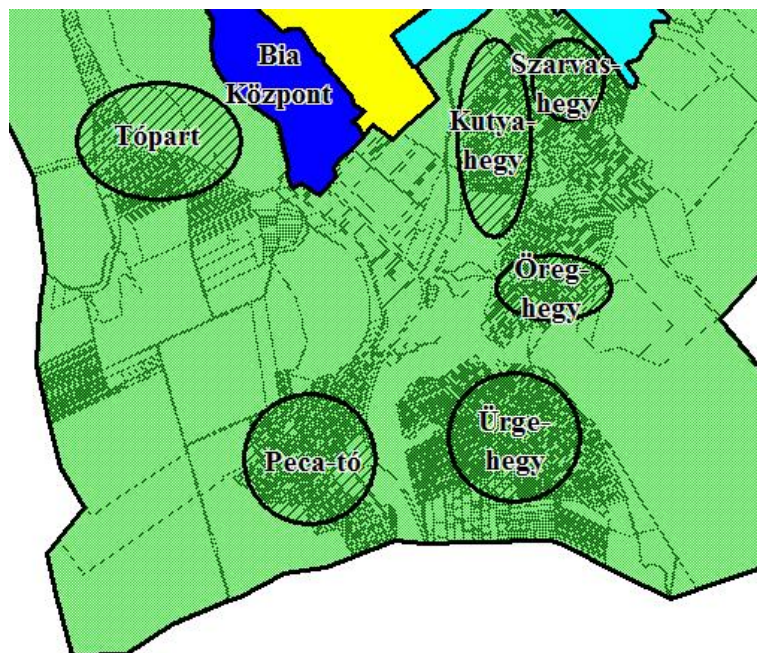 Bia
Központ
Szarvas-
hegy
Tópart
Kutya-
hegy
Öreg-
hegy
Ürge-
hegy
Peca-tó